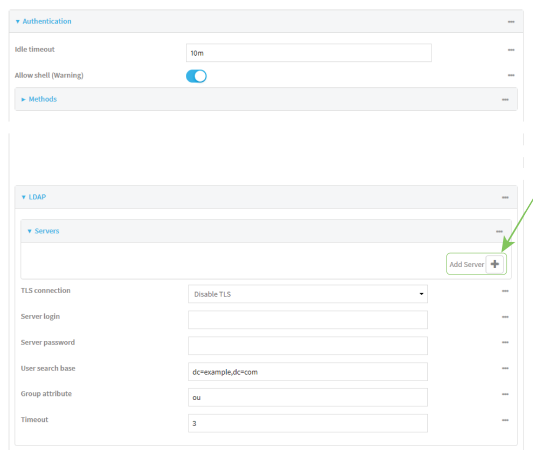 Authentication
Idle timeout 10m
Allow shell (Warning)
Methods
LDAP
Servers
Add Server
TLS connection Disable TLS
Server login
Server password
User search base dc=example,dc=com
Group attribute ou
Timeout 3